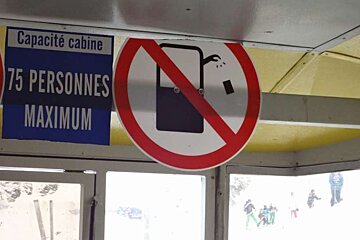 Capacité cabine
75 PERSONNES
MAXIMUM